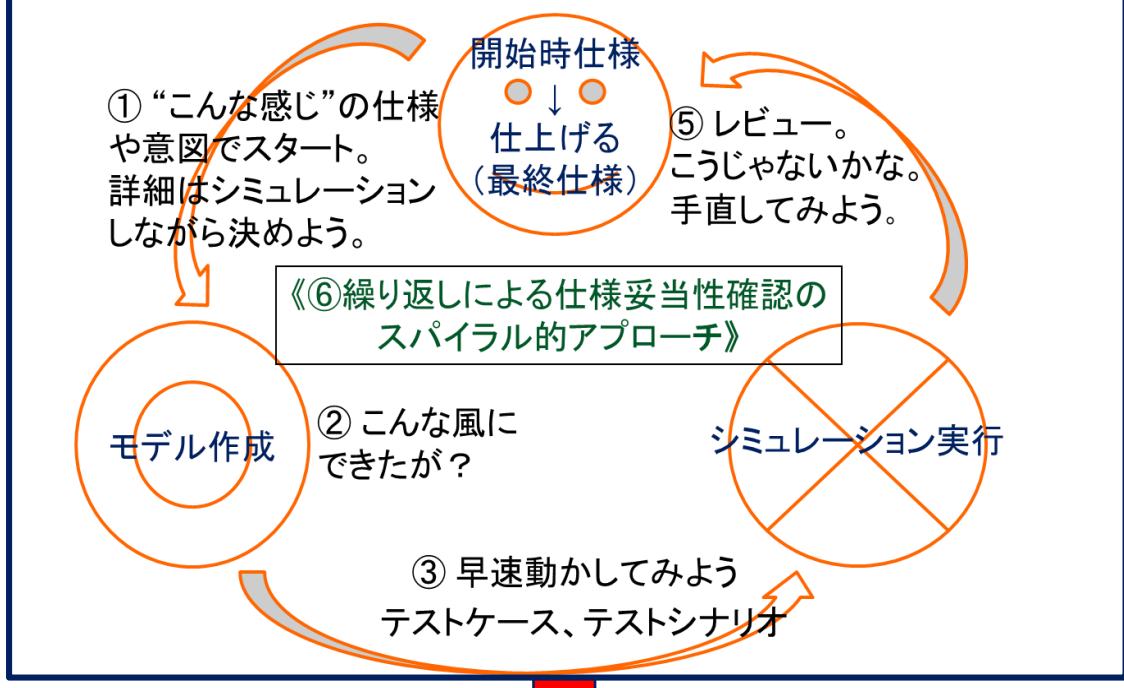 開始時仕様
↓
仕上げる
(最終仕様)
① “こんな感じ”の仕様
や意図でスタート。
詳細はシミュレーション
しながら決めよう。
⑤ レビュー。
こうじゃないかな。
手直してみよう。
《⑥繰り返しによる仕様妥当性確認の
スパイラル的アプローチ》
モデル作成
② こんな風に
できたが？
シミュレーション実行
③ 早速動かしてみよう
テストケース、テストシナリオ